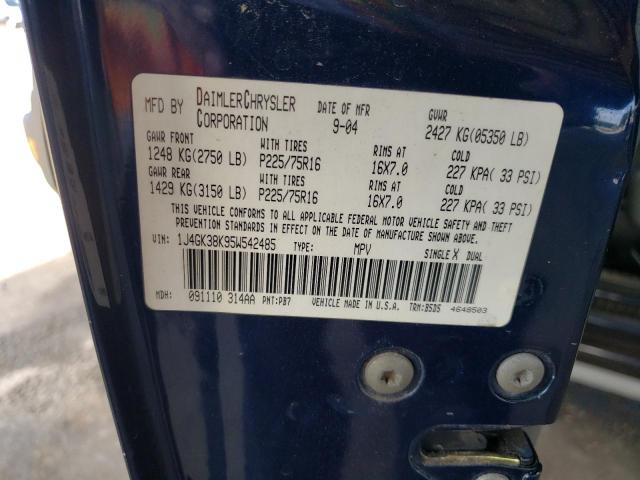 MFD BY DAIMLERCHRYSLER CORPORATION DATE OF MFR 9-04 GVWR 2427 KG(05350 LB)
GAWR FRONT WITH TIRES RIMS AT COLD
1248 KG(2750 LB) P225/75R16 16X7.0 227 KPA( 33 PSI)
GAWR REAR WITH TIRES RIMS AT COLD
1429 KG(3150 LB) P225/75R16 16X7.0 227 KPA( 33 PSI)
THIS VEHICLE CONFORMS TO ALL APPLICABLE FEDERAL MOTOR VEHICLE SAFETY AND THEFT
PREVENTION STANDARDS IN EFFECT ON THE DATE OF MANUFACTURE SHOWN ABOVE.
VIN: 1J4GK38K95W542485 TYPE: MPV SINGLE X DUAL
MDH: 091110 314AA PNT:PB7 VEHICLE MADE IN U.S.A. TRM:B5D5 4648503